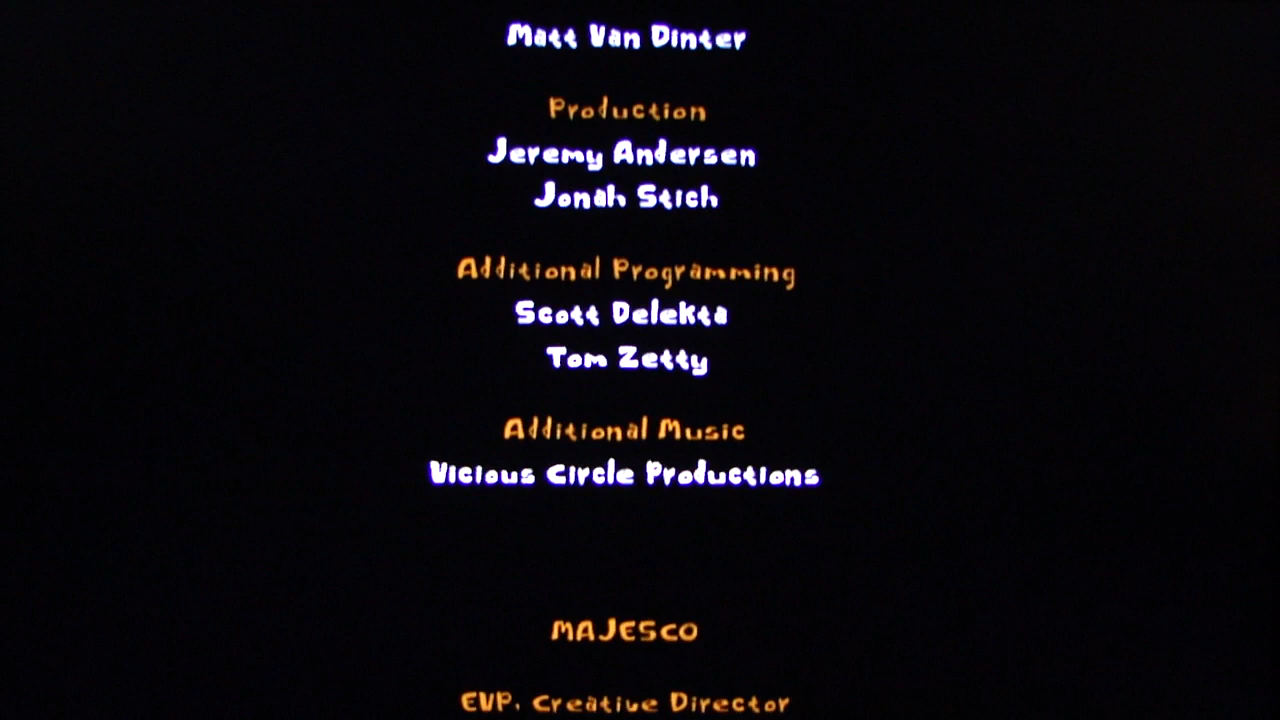 Matt Van Dinter
Production
Jeremy Andersen
Jonah Stich
Additional Programming
Scott Delekta
Tom Zetty
Additional Music
Vicious Circle Productions
MAJESCO
EVP, Creative Director